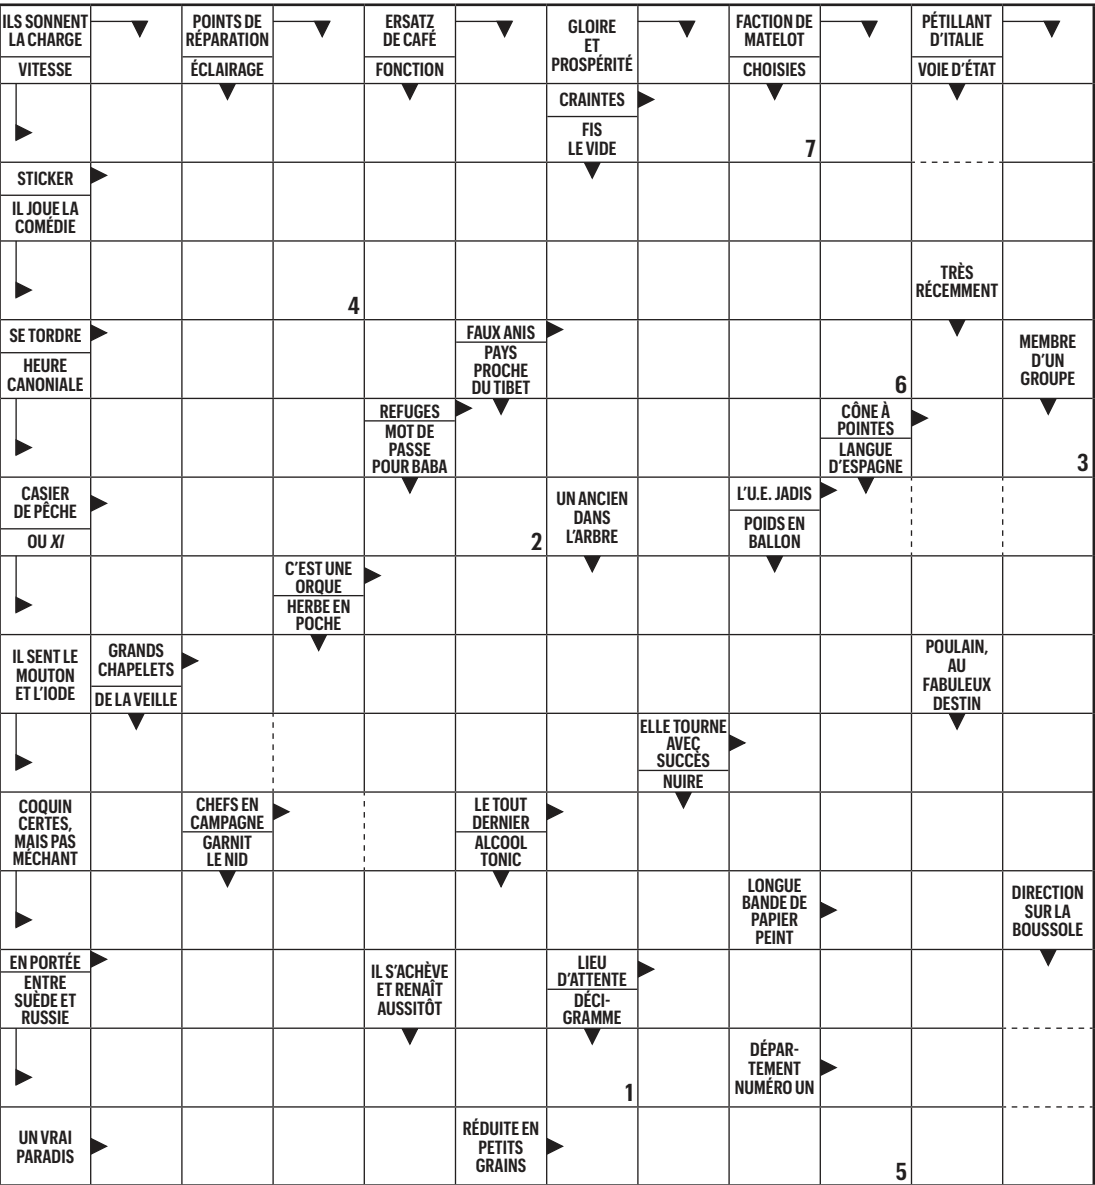 ILS SONNENT
LA CHARGE
VITESSE
POINTS DE
RÉPARATION
ÉCLAIRAGE
ERSATZ
DE CAFÉ
FONCTION
GLOIRE
ET
PROSPÉRITÉ
FACTION DE
MATELOT
CHOISIES
PÉTILLANT
D'ITALIE
VOIE D'ÉTAT
CRAINTES
FIS
LE VIDE
7
STICKER
IL JOUE LA
COMÉDIE
4
TRÈS
RÉCEMMENT
SE TORDRE
HEURE
CANONIALE
FAUX ANIS
PAYS
PROCHE
DU TIBET
6
MEMBRE
D'UN
GROUPE
REFUGES
MOT DE
PASSE
POUR BABA
CÔNE À
POINTES
LANGUE
D'ESPAGNE
3
CASIER
DE PÊCHE
OU XI
2
UN ANCIEN
DANS
L'ARBRE
L'U.E. JADIS
POIDS EN
BALLON
C'EST UNE
ORQUE
HERBE EN
POCHE
IL SENT LE
MOUTON
ET L'IODE
GRANDS
CHAPELETS
DE LA VEILLE
POULAIN,
AU
FABULEUX
DESTIN
ELLE TOURNE
AVEC
SUCCÈS
NUIRE
COQUIN
CERTES,
MAIS PAS
MÉCHANT
CHEFS EN
CAMPAGNE
GARNIT
LE NID
LE TOUT
DERNIER
ALCOOL
TONIC
LONGUE
BANDE DE
PAPIER
PEINT
DIRECTION
SUR LA
BOUSSOLE
EN PORTÉE
ENTRE
SUÈDE ET
RUSSIE
IL S'ACHÈVE
ET RENAÎT
AUSSITÔT
LIEU
D'ATTENTE
DÉCI-
GRAMME
1
DÉPAR-
TEMENT
NUMÉRO UN
UN VRAI
PARADIS
RÉDUITE EN
PETITS
GRAINS
5